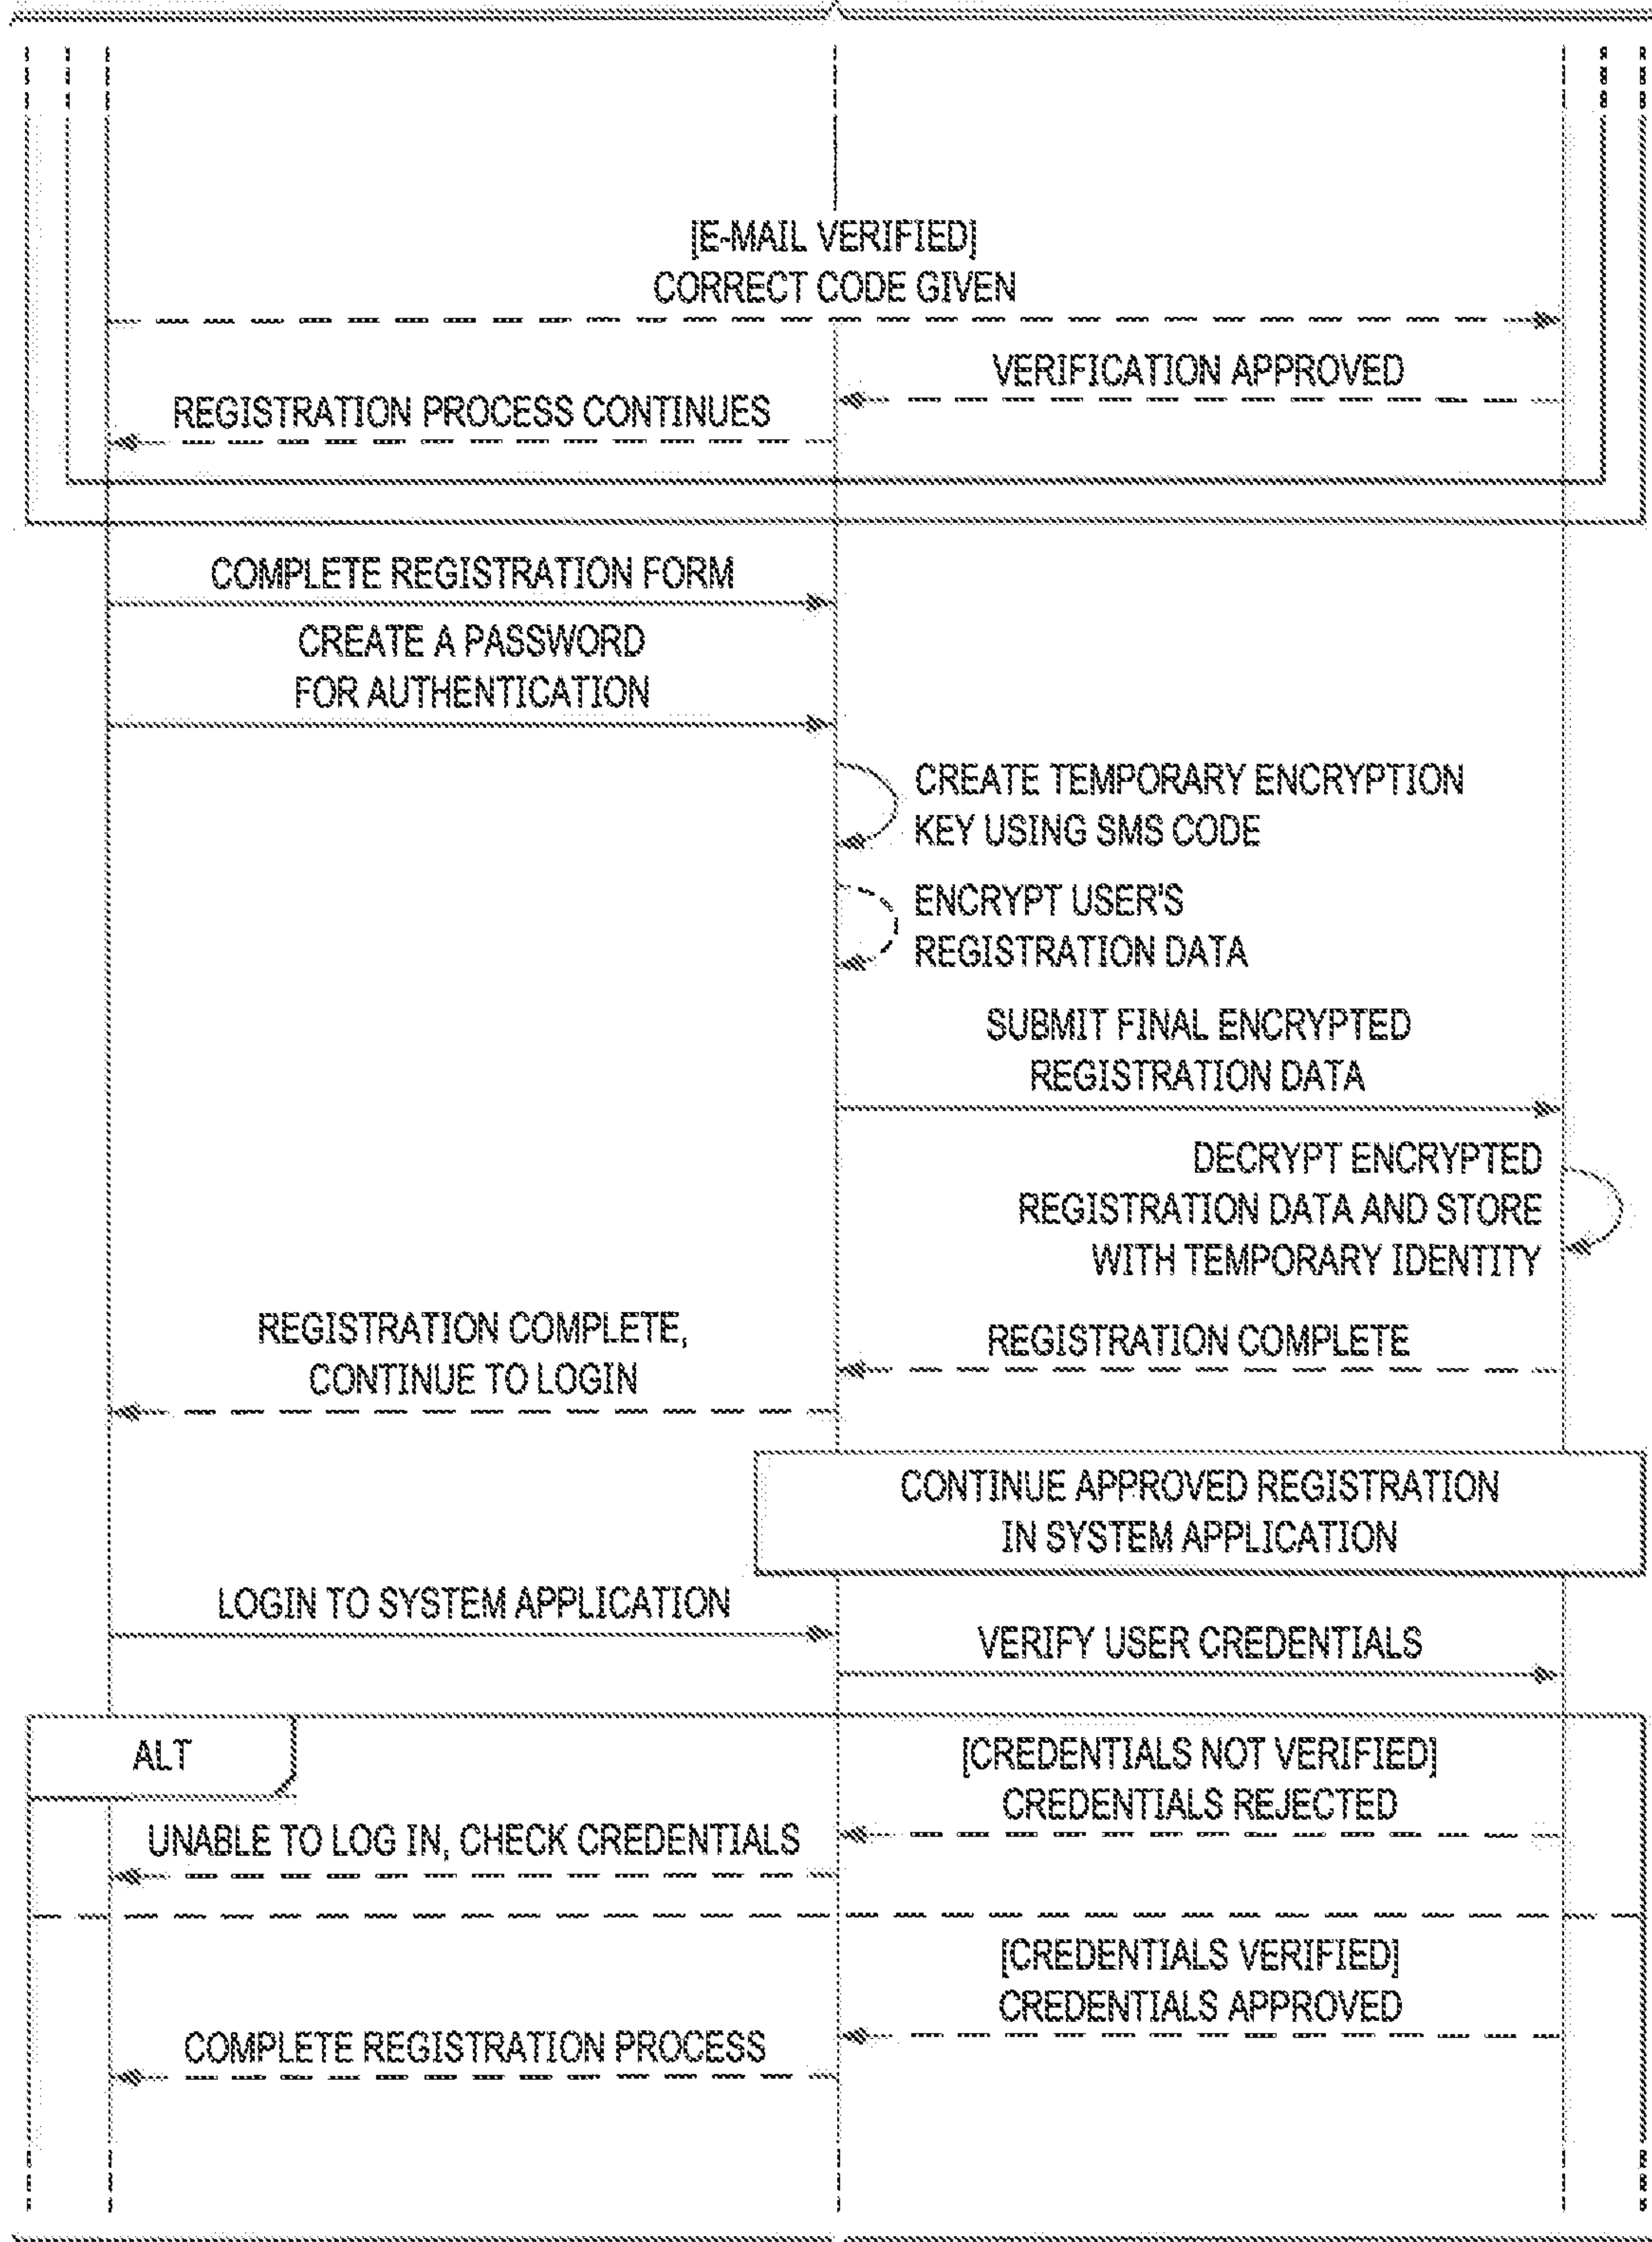 [E-MAIL VERIFIED]
CORRECT CODE GIVEN
VERIFICATION APPROVED
REGISTRATION PROCESS CONTINUES
COMPLETE REGISTRATION FORM
CREATE A PASSWORD
FOR AUTHENTICATION
CREATE TEMPORARY ENCRYPTION
KEY USING SMS CODE
ENCRYPT USER'S
REGISTRATION DATA
SUBMIT FINAL ENCRYPTED
REGISTRATION DATA
DECRYPT ENCRYPTED
REGISTRATION DATA AND STORE
WITH TEMPORARY IDENTITY
REGISTRATION COMPLETE
REGISTRATION COMPLETE,
CONTINUE TO LOGIN
CONTINUE APPROVED REGISTRATION
IN SYSTEM APPLICATION
LOGIN TO SYSTEM APPLICATION
VERIFY USER CREDENTIALS
ALT
[CREDENTIALS NOT VERIFIED]
CREDENTIALS REJECTED
UNABLE TO LOG IN, CHECK CREDENTIALS
[CREDENTIALS VERIFIED]
CREDENTIALS APPROVED
COMPLETE REGISTRATION PROCESS